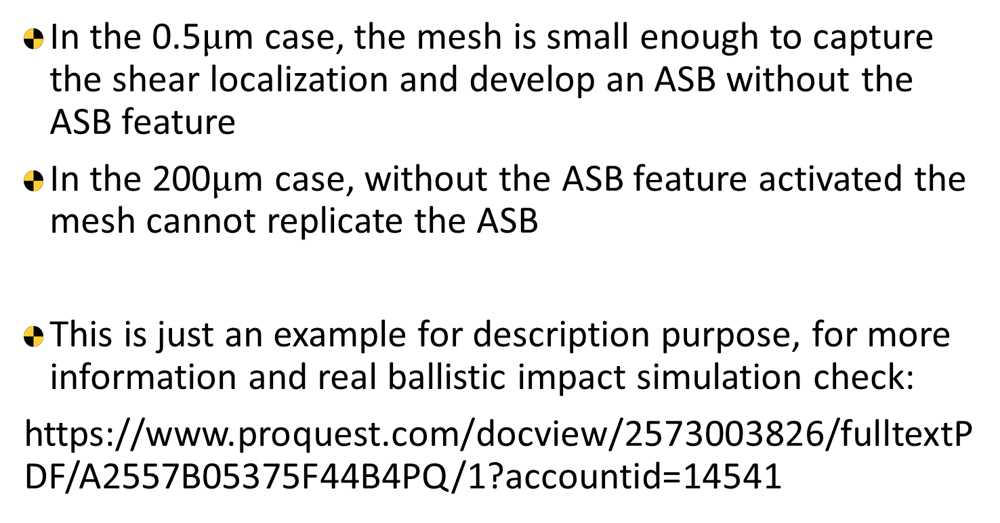 In the 0.5μm case, the mesh is small enough to capture
the shear localization and develop an ASB without the
ASB feature
In the 200μm case, without the ASB feature activated the
mesh cannot replicate the ASB
This is just an example for description purpose, for more
information and real ballistic impact simulation check:
https://www.proquest.com/docview/2573003826/fulltextP
DF/A2557B05375F44B4PQ/1?accountid=14541